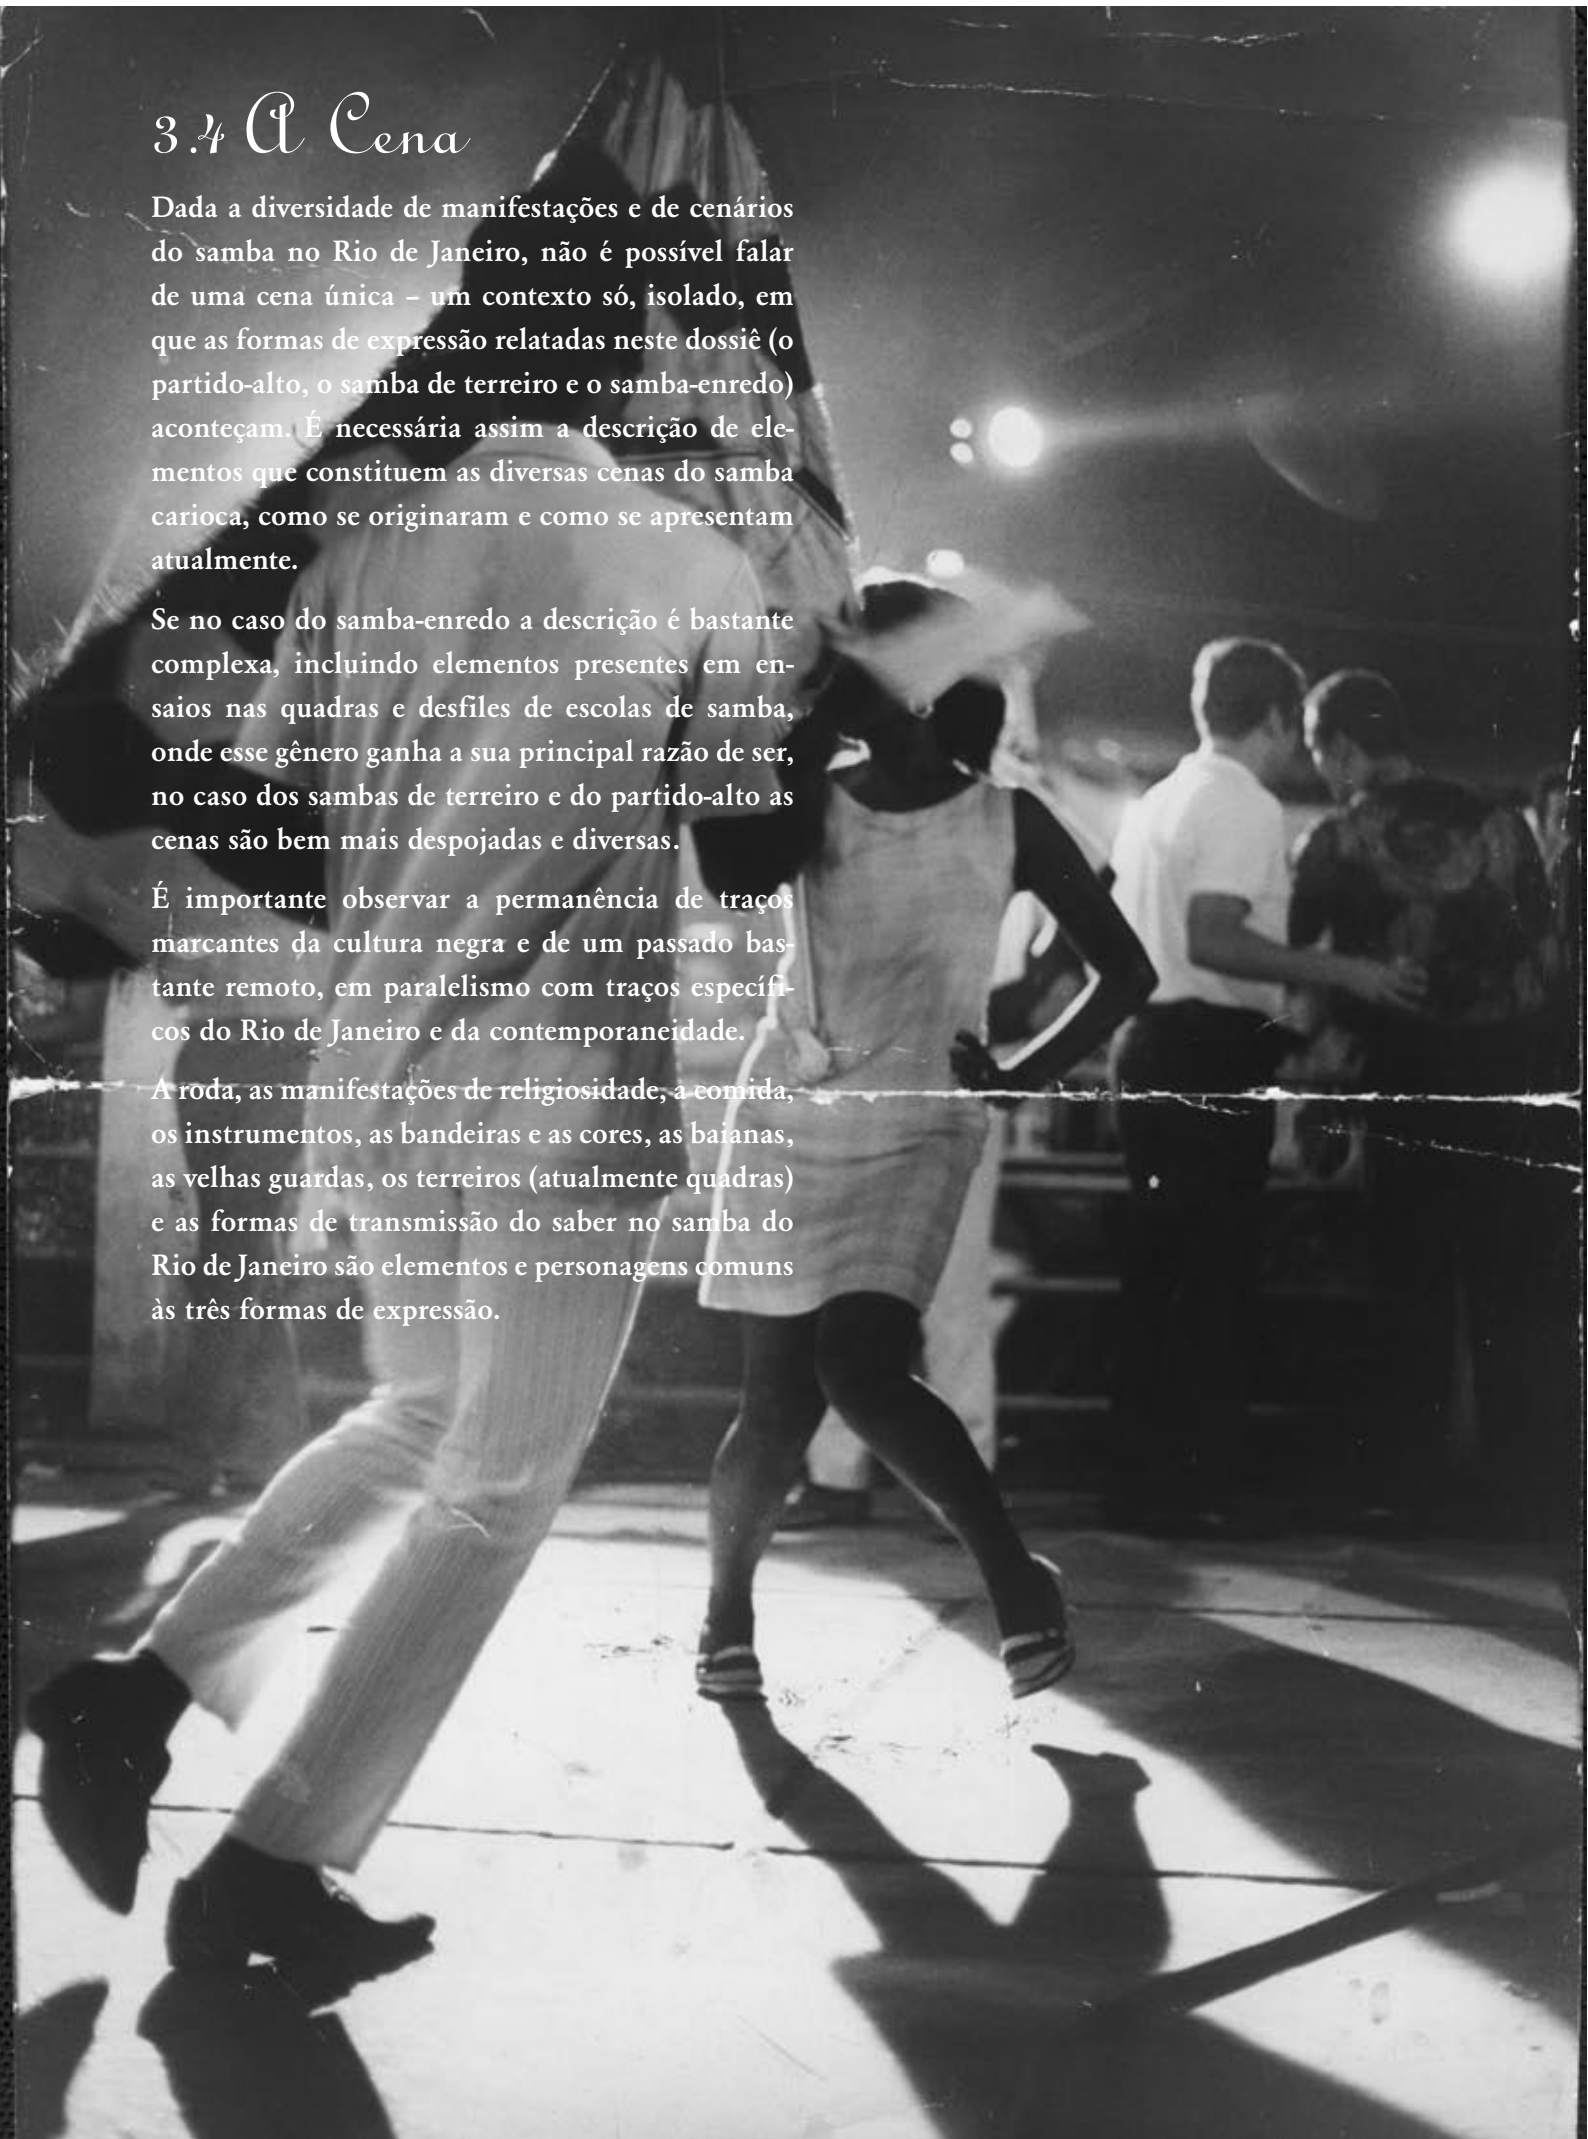 3.4 A Cena
Dada a diversidade de manifestações e de cenários
do samba no Rio de Janeiro, não é possível falar
de uma cena única – um contexto só, isolado, em
que as formas de expressão relatadas neste dossiê (o
partido-alto, o samba de terreiro e o samba-enredo)
aconteçam. É necessária assim a descrição de ele-
mentos que constituem as diversas cenas do samba
carioca, como se originaram e como se apresentam
atualmente.
Se no caso do samba-enredo a descrição é bastante
complexa, incluindo elementos presentes em en-
saios nas quadras e desfiles de escolas de samba,
onde esse gênero ganha a sua principal razão de ser,
no caso dos sambas de terreiro e do partido-alto as
cenas são bem mais despojadas e diversas.
É importante observar a permanência de traços
marcantes da cultura negra e de um passado bas-
tante remoto, em paralelismo com traços específi-
cos do Rio de Janeiro e da contemporaneidade.
A roda, as manifestações de religiosidade, a comida,
os instrumentos, as bandeiras e as cores, as baianas,
as velhas guardas, os terreiros (atualmente quadras)
e as formas de transmissão do saber no samba do
Rio de Janeiro são elementos e personagens comuns
às três formas de expressão.